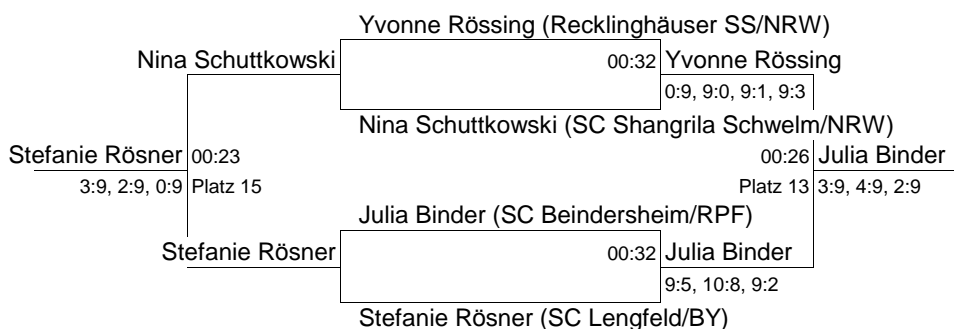 Yvonne Rössing (Recklinghäuser SS/NRW)
Nina Schuttkowski 00:32 Yvonne Rössing
0:9, 9:0, 9:1, 9:3
Nina Schuttkowski (SC Shangrila Schwelm/NRW)
Stefanie Rösner 00:23 00:26 Julia Binder
3:9, 2:9, 0:9 Platz 15 Platz 13 3:9, 4:9, 2:9
Julia Binder (SC Beindersheim/RPF)
Stefanie Rösner 00:32 Julia Binder
9:5, 10:8, 9:2
Stefanie Rösner (SC Lengfeld/BY)